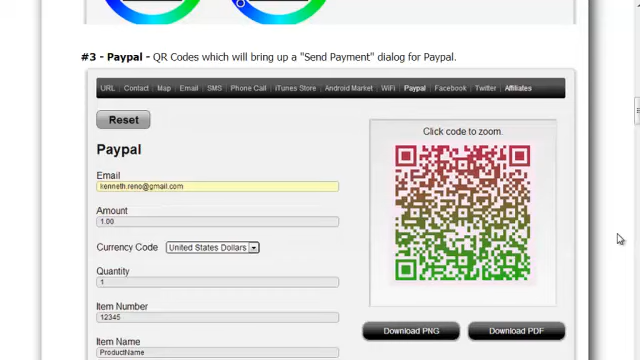 #3 - Paypal - QR Codes which will bring up a "Send Payment" dialog for Paypal.
URL | Contact | Map | Email | SMS | Phone Call | iTunes Store | Android Market | WiFi | Paypal | Facebook | Twitter | Affiliates
Reset
Click code to zoom.
Paypal
Email
kenneth.reno@gmail.com
Amount
1.00
Currency Code United States Dollars
Quantity
1
Item Number
12345
Download PNG Download PDF
Item Name
ProductName